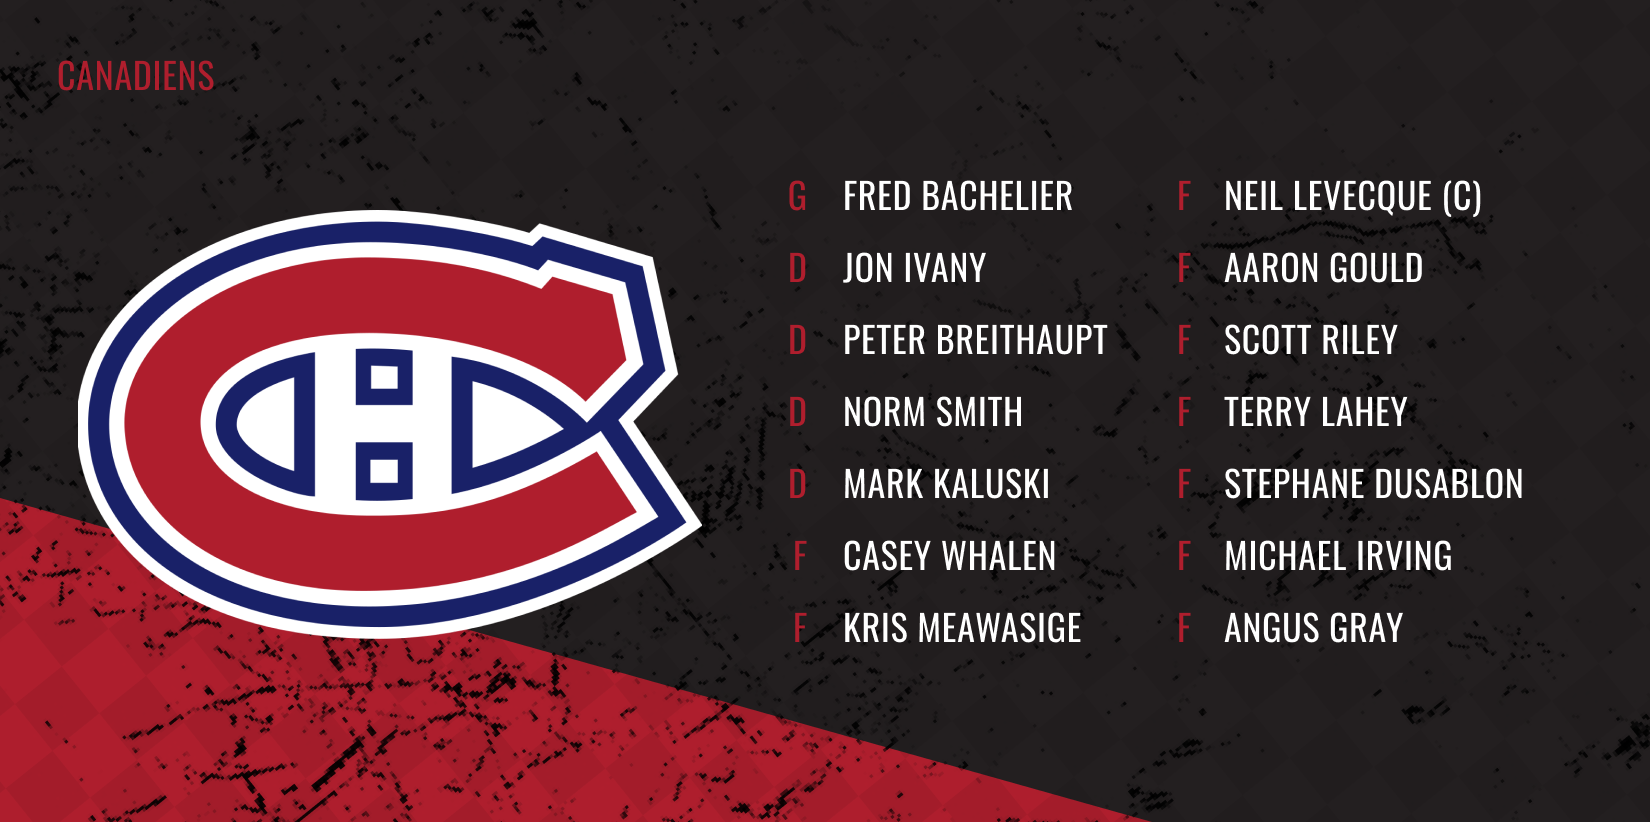 CANADIENS
G FRED BACHELIER
D JON IVANY
D PETER BREITHAUPT
D NORM SMITH
D MARK KALUSKI
F CASEY WHALEN
F KRIS MEAWASIGE
F NEIL LEVECQUE (C)
F AARON GOULD
F SCOTT RILEY
F TERRY LAHEY
F STEPHANE DUSABLON
F MICHAEL IRVING
F ANGUS GRAY